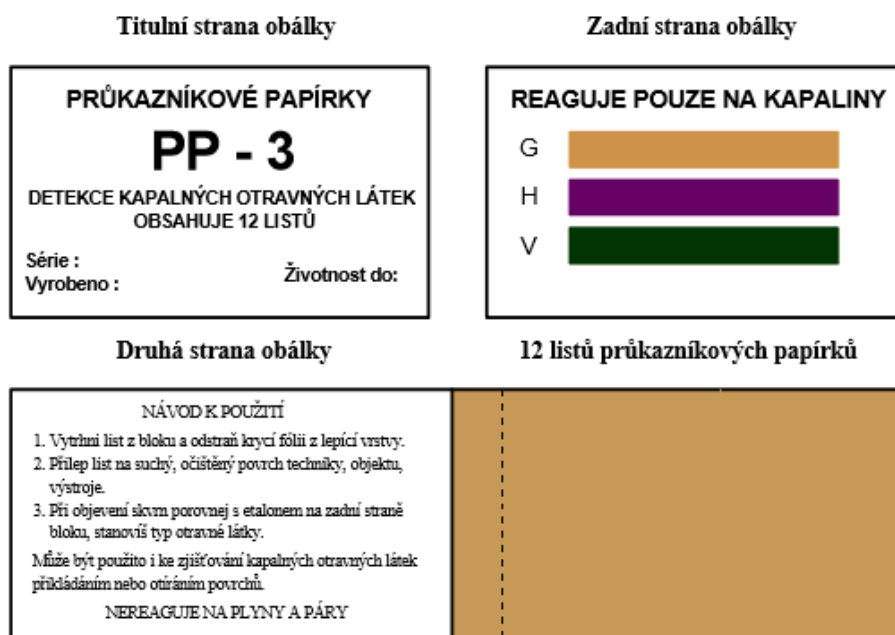 Titulní strana obálky
PRŮKAZNÍKOVÉ PAPÍRKY
PP - 3
DETEKCE KAPALNÝCH OTRAVNÝCH LÁTEK
OBSAHUJE 12 LISTŮ
Série :
Vyrobeno :
Životnost do:
Zadní strana obálky
REAGUJE POUZE NA KAPALINY
G
H
V
Druhá strana obálky
NÁVOD K POUŽITÍ
1. Vytrhni list z bloku a odstraň krycí fólii z lepící vrstvy.
2. Přilep list na suchý, očištěný povrch techniky, objektu,
výstroje.
3. Při objevení skvrn porovnej s etalonem na zadní straně
bloku, stanovíš typ otravné látky.
Může být použito i ke zjišťování kapalných otravných látek
přikládáním nebo otíráním povrchů.
NEREAGUJE NA PLYNY A PÁRY
12 listů průkazníkových papírků